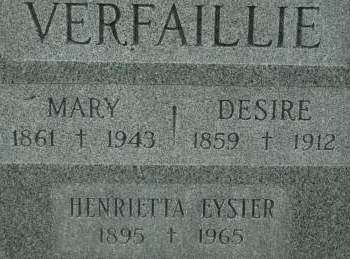 VERFAILLIE
MARY DESIRE
1861 † 1943 1859 † 1912
HENRIETTA EYSTER
1895 † 1965